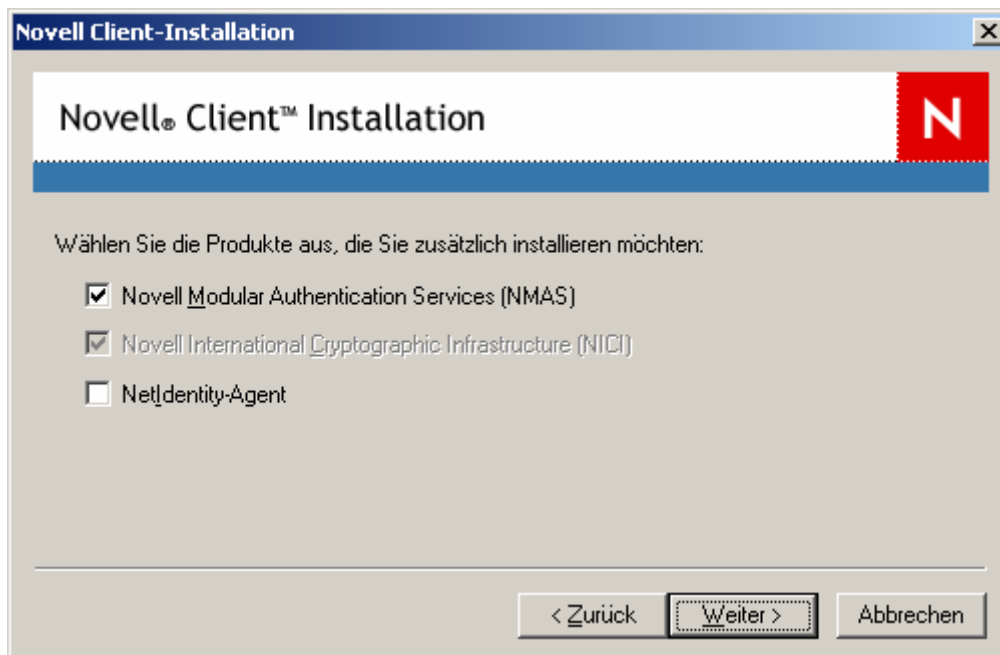 Novell Client-Installation
Novell® Client™ Installation
N
Wählen Sie die Produkte aus, die Sie zusätzlich installieren möchten:
Novell Modular Authentication Services (NMAS)
Novell International Cryptographic Infrastructure (NICI)
NetIdentity-Agent
< Zurück
Weiter >
Abbrechen